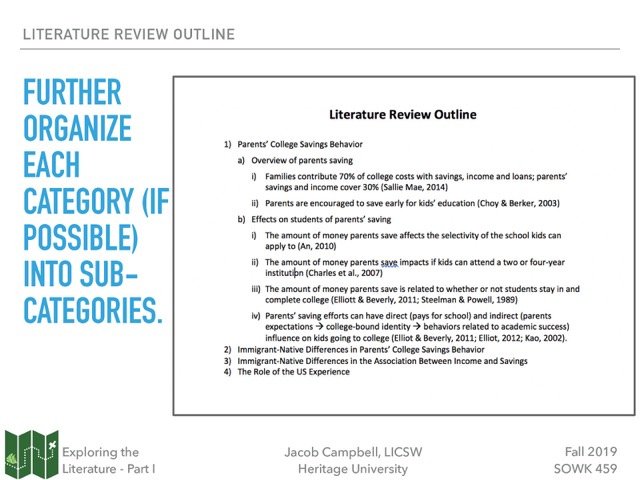 LITERATURE REVIEW OUTLINE
FURTHER
ORGANIZE
EACH
CATEGORY (IF
POSSIBLE)
INTO SUB-
CATEGORIES.
Literature Review Outline
1) Parents' College Savings Behavior
a) Overview of parents saving
i) Families contribute 70% of college costs with savings, income and loans; parents'
savings and income cover 30% (Sallie Mae, 2014)
ii) Parents are encouraged to save early for kids' education (Choy & Berker, 2003)
b) Effects on students of parents' saving
i) The amount of money parents save affects the selectivity of the school kids can
apply to (An, 2010)
ii) The amount of money parents save impacts if kids can attend a two or four-year
institution (Charles et al., 2007)
iii) The amount of money parents save is related to whether or not students stay in and
complete college (Elliott & Beverly, 2011; Steelman & Powell, 1989)
iv) Parents' saving efforts can have direct (pays for school) and indirect (parents
expectations → college-bound identity → behaviors related to academic success)
influence on kids going to college (Elliot & Beverly, 2011; Elliot, 2012; Kao, 2002).
2) Immigrant-Native Differences in Parents' College Savings Behavior
3) Immigrant-Native Differences in the Association Between Income and Savings
4) The Role of the US Experience
Exploring the
Literature - Part I
Jacob Campbell, LICSW
Heritage University
Fall 2019
SOWK 459